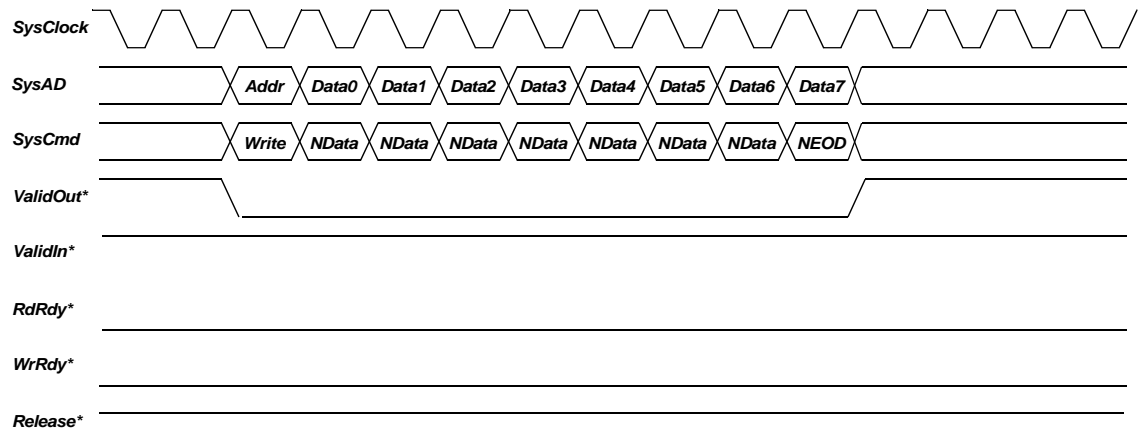 SysClock
SysAD Addr Data0 Data1 Data2 Data3 Data4 Data5 Data6 Data7
SysCmd Write NData NData NData NData NData NData NData NEOD
ValidOut*
ValidIn*
RdRdy*
WrRdy*
Release*